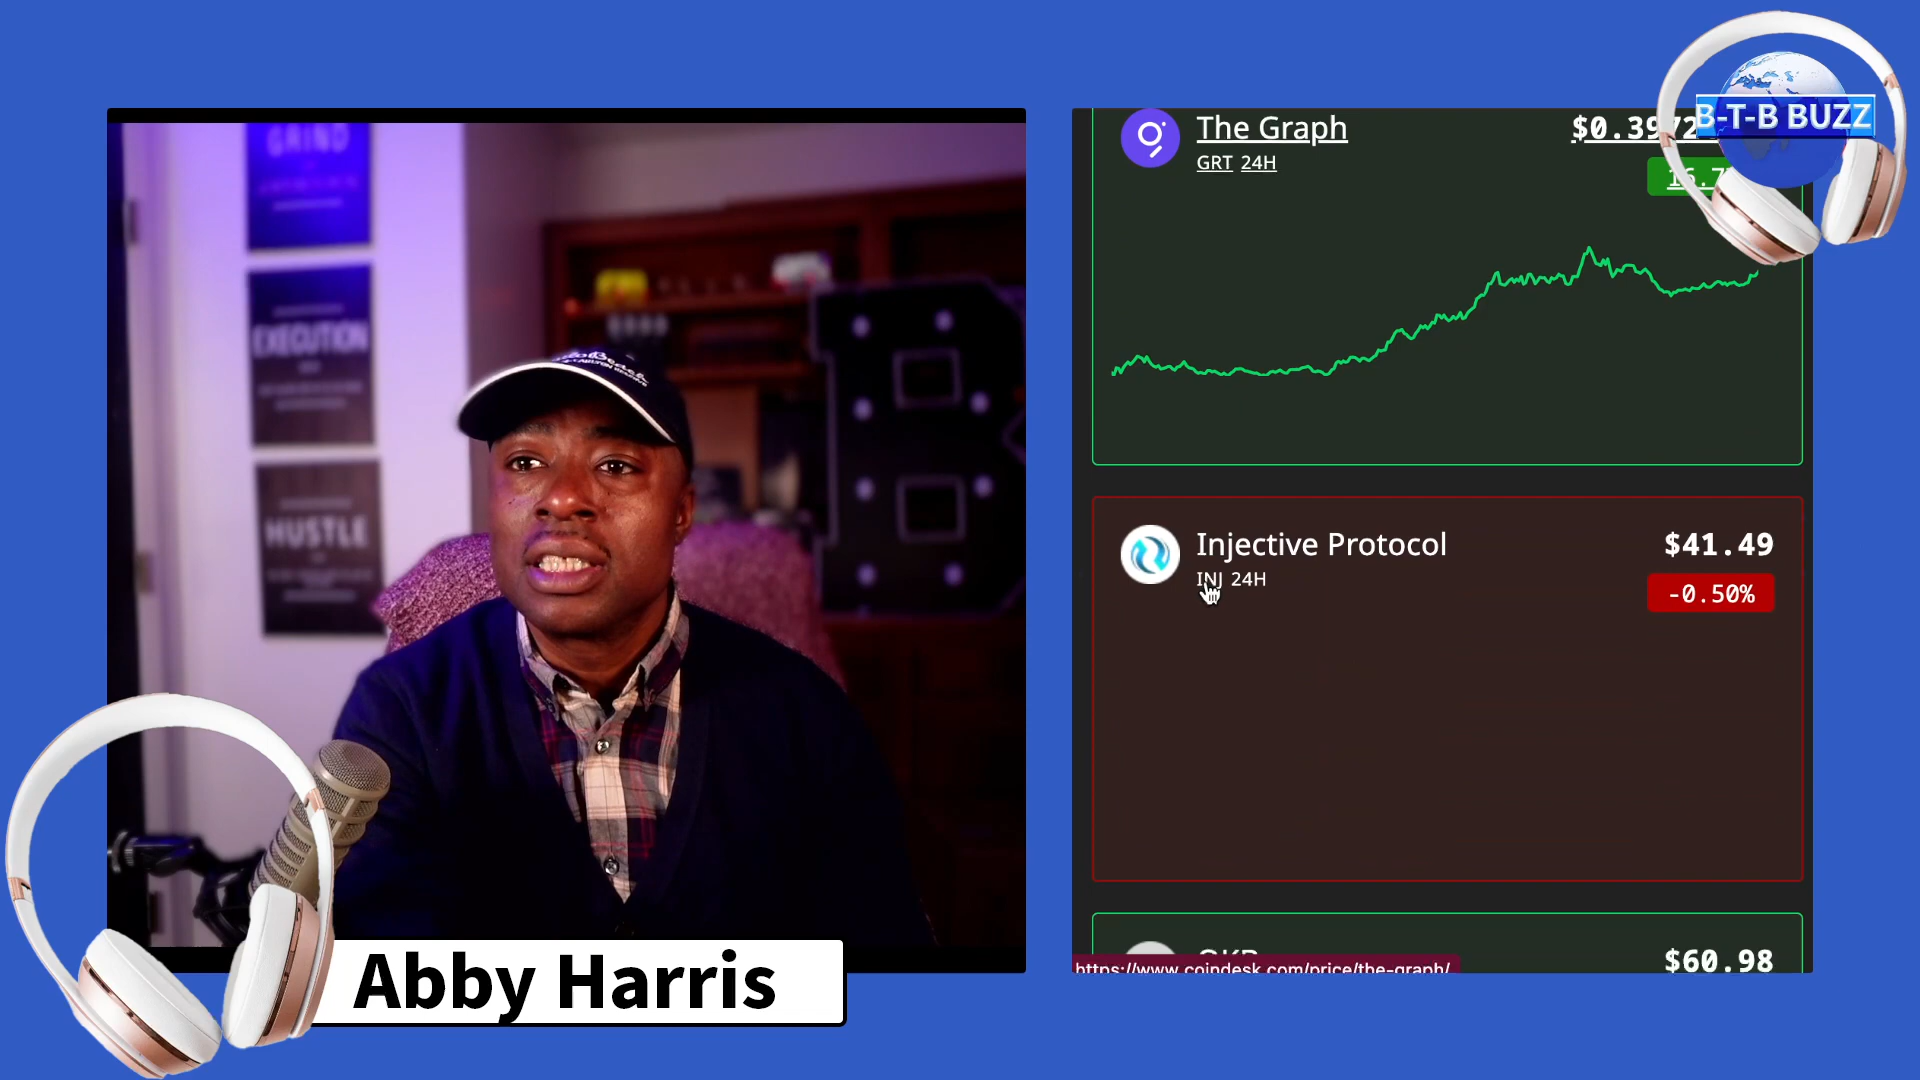 GRIND
EXECUTION
HUSTLE
The Graph
GRT 24H
B-T-B BUZZ
Injective Protocol
$41.49
INJ 24H
-0.50%
$60.98
https://www.coindesk.com/price/the-graph/
Abby Harris